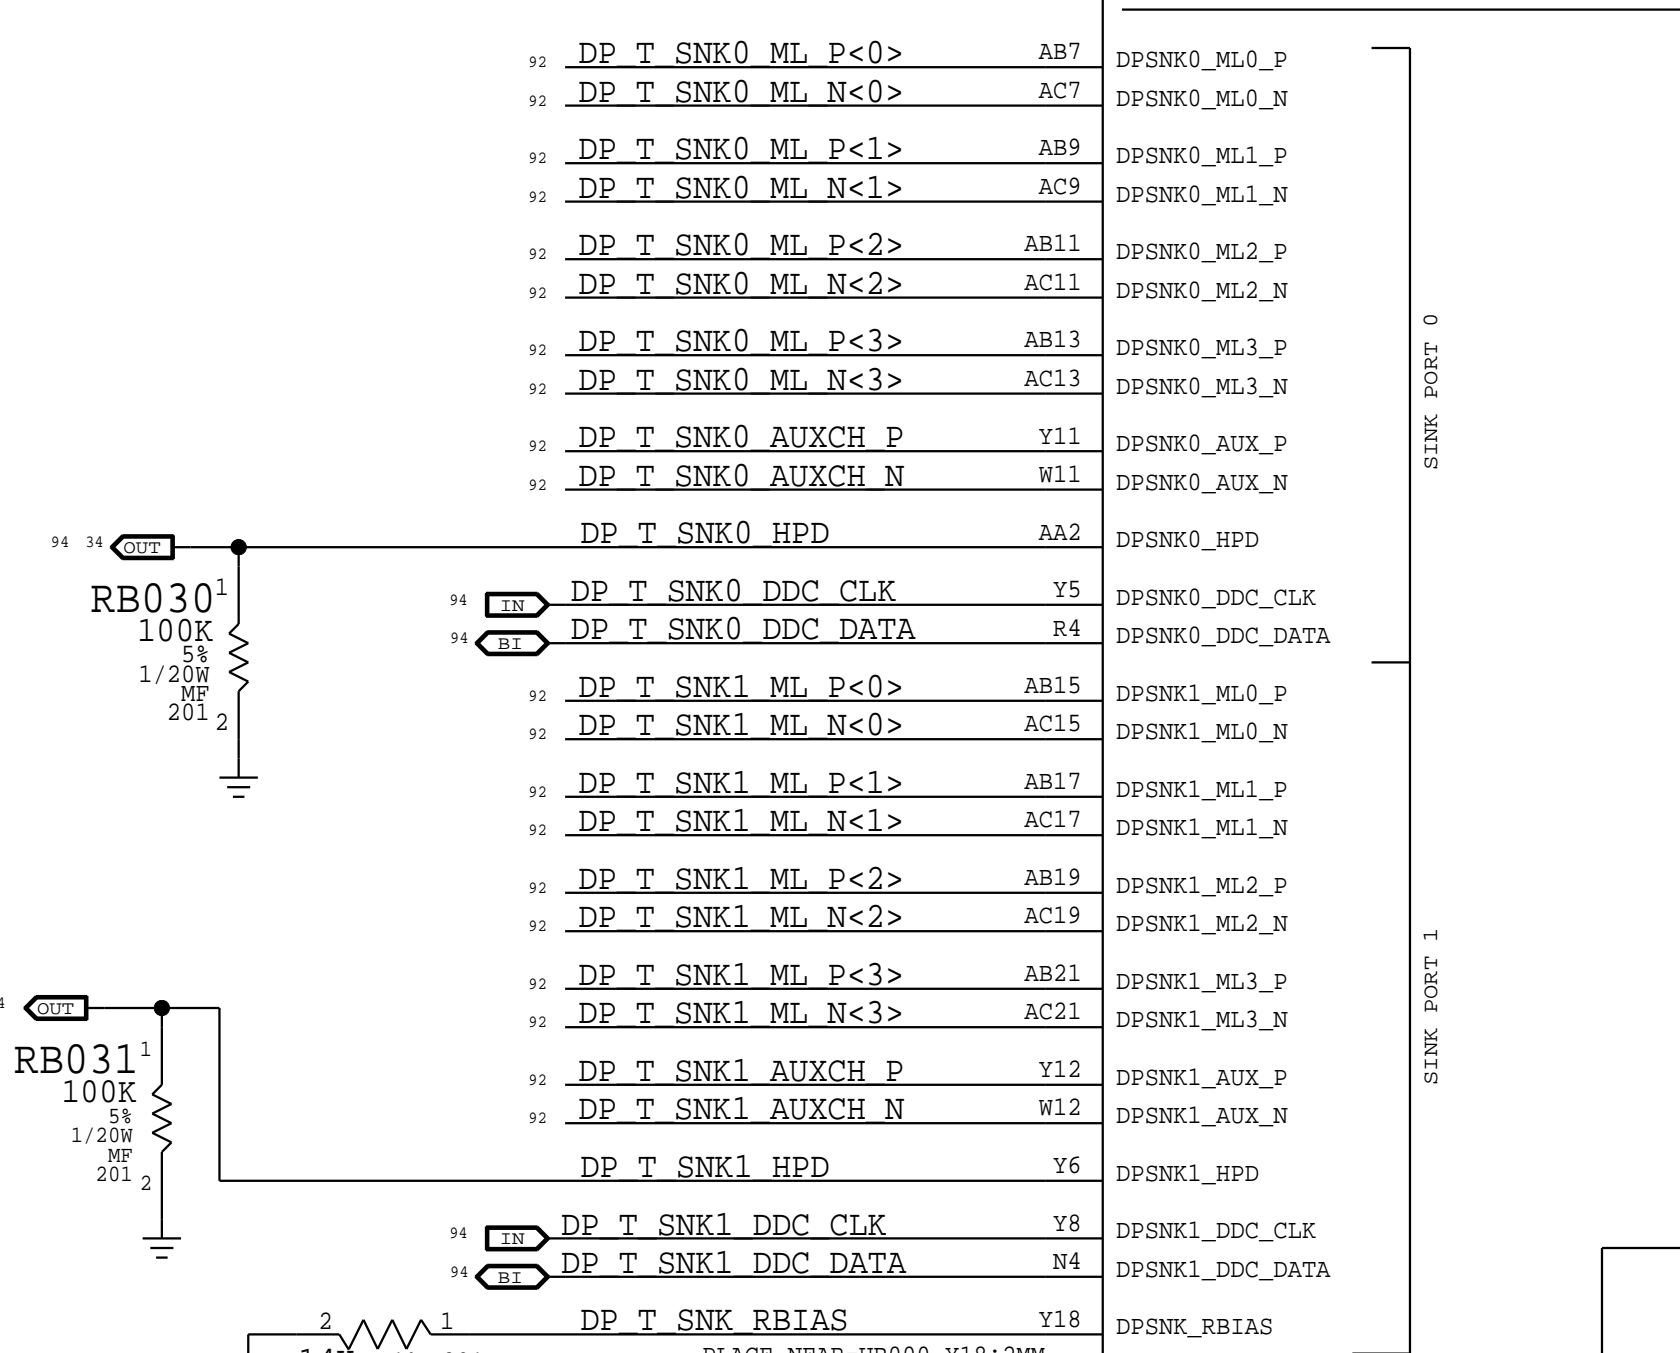 92 DP_T_SNK0_ML_P<0> AB7 DPSNK0_ML0_P
92 DP_T_SNK0_ML_N<0> AC7 DPSNK0_ML0_N
92 DP_T_SNK0_ML_P<1> AB9 DPSNK0_ML1_P
92 DP_T_SNK0_ML_N<1> AC9 DPSNK0_ML1_N
92 DP_T_SNK0_ML_P<2> AB11 DPSNK0_ML2_P
92 DP_T_SNK0_ML_N<2> AC11 DPSNK0_ML2_N
92 DP_T_SNK0_ML_P<3> AB13 DPSNK0_ML3_P
92 DP_T_SNK0_ML_N<3> AC13 DPSNK0_ML3_N
92 DP_T_SNK0_AUXCH_P Y11 DPSNK0_AUX_P
92 DP_T_SNK0_AUXCH_N W11 DPSNK0_AUX_N
94 34 OUT DP_T_SNK0_HPD AA2 DPSNK0_HPD
94 IN DP_T_SNK0_DDC_CLK Y5 DPSNK0_DDC_CLK
94 BI DP_T_SNK0_DDC_DATA R4 DPSNK0_DDC_DATA
SINK PORT 0
RB030 1
100K
5%
1/20W
MF
201 2
92 DP_T_SNK1_ML_P<0> AB15 DPSNK1_ML0_P
92 DP_T_SNK1_ML_N<0> AC15 DPSNK1_ML0_N
92 DP_T_SNK1_ML_P<1> AB17 DPSNK1_ML1_P
92 DP_T_SNK1_ML_N<1> AC17 DPSNK1_ML1_N
92 DP_T_SNK1_ML_P<2> AB19 DPSNK1_ML2_P
92 DP_T_SNK1_ML_N<2> AC19 DPSNK1_ML2_N
92 DP_T_SNK1_ML_P<3> AB21 DPSNK1_ML3_P
92 DP_T_SNK1_ML_N<3> AC21 DPSNK1_ML3_N
92 DP_T_SNK1_AUXCH_P Y12 DPSNK1_AUX_P
92 DP_T_SNK1_AUXCH_N W12 DPSNK1_AUX_N
OUT DP_T_SNK1_HPD Y6 DPSNK1_HPD
94 IN DP_T_SNK1_DDC_CLK Y8 DPSNK1_DDC_CLK
94 BI DP_T_SNK1_DDC_DATA N4 DPSNK1_DDC_DATA
SINK PORT 1
RB031 1
100K
5%
1/20W
MF
201 2
2 1 DP_T_SNK_RBIAS Y18 DPSNK_RBIAS